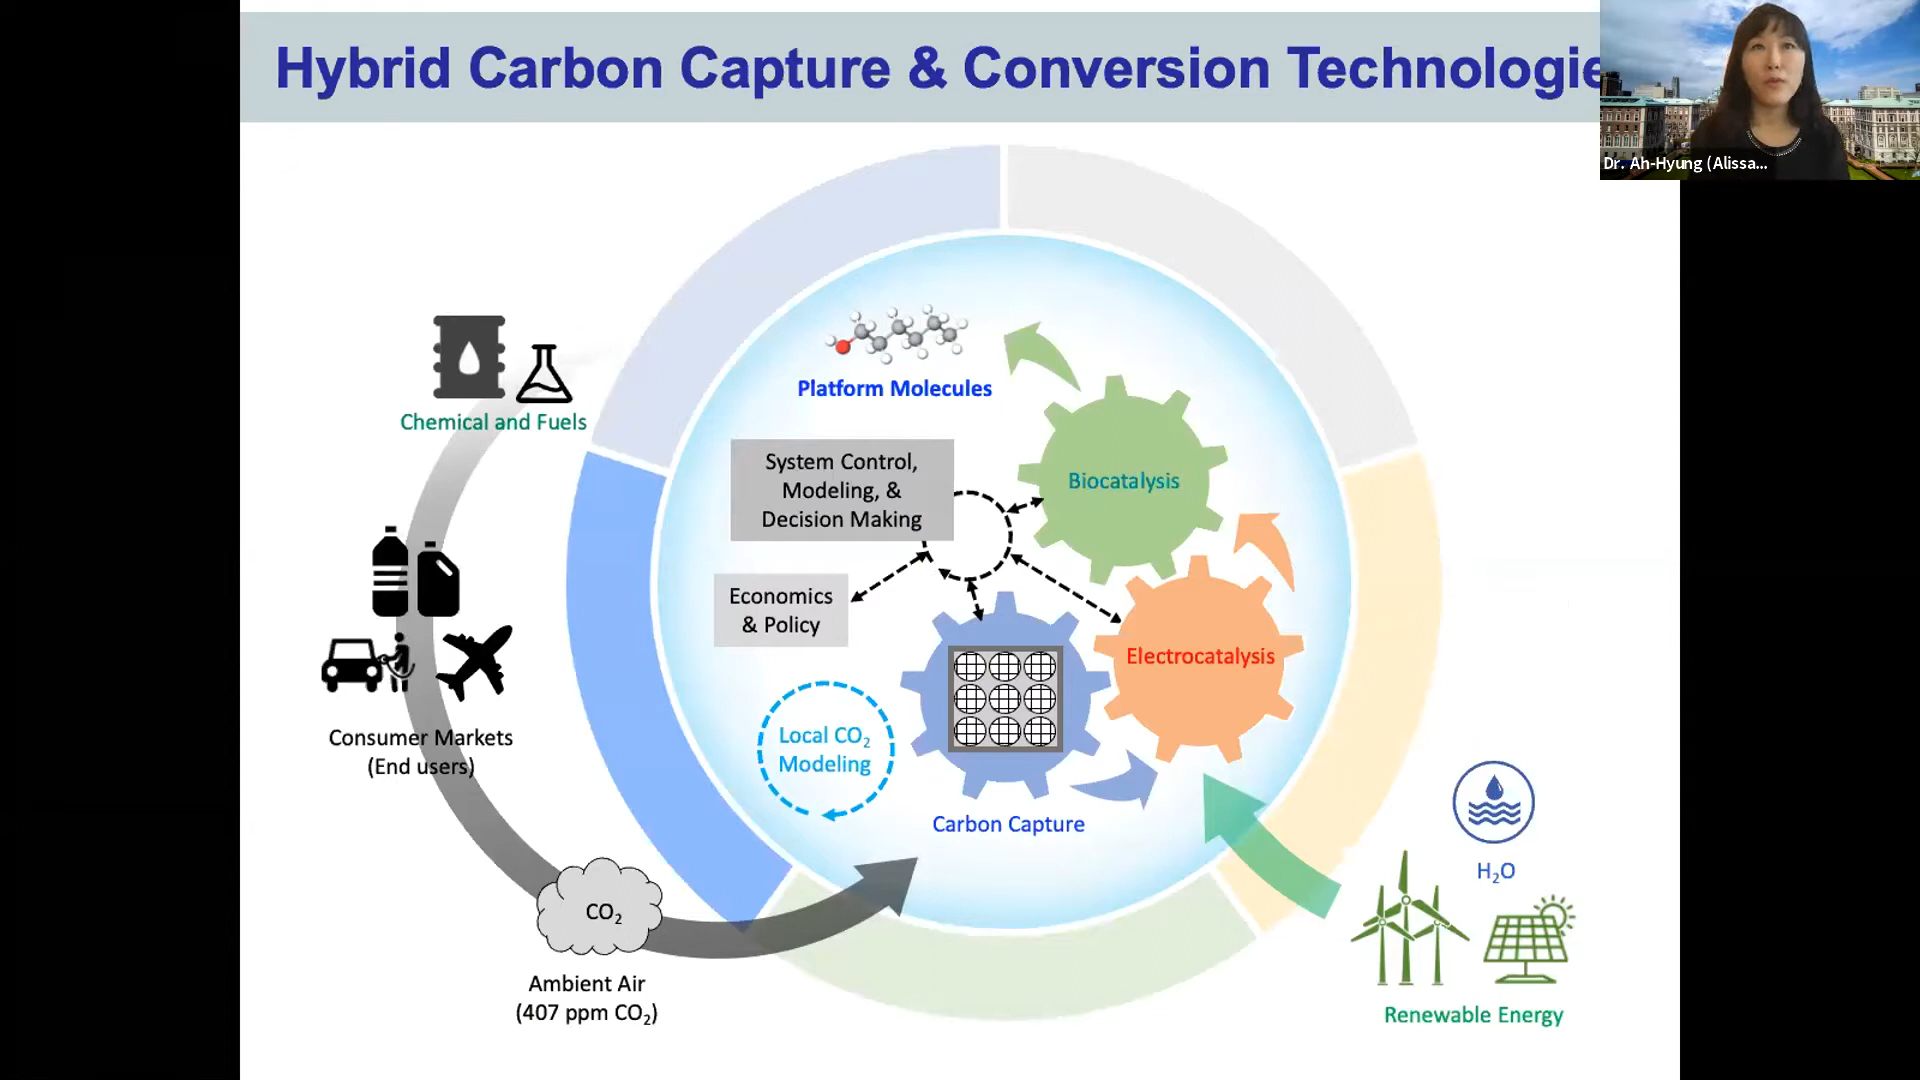 Hybrid Carbon Capture & Conversion Technologie
Dr. Ah-Hyung (Alissa...
Platform Molecules
Chemical and Fuels
System Control,
Modeling, &
Decision Making
Biocatalysis
Economics
& Policy
Electrocatalysis
Consumer Markets
(End users)
Local CO₂
Modeling
Carbon Capture
H₂O
CO₂
Ambient Air
(407 ppm CO₂)
Renewable Energy